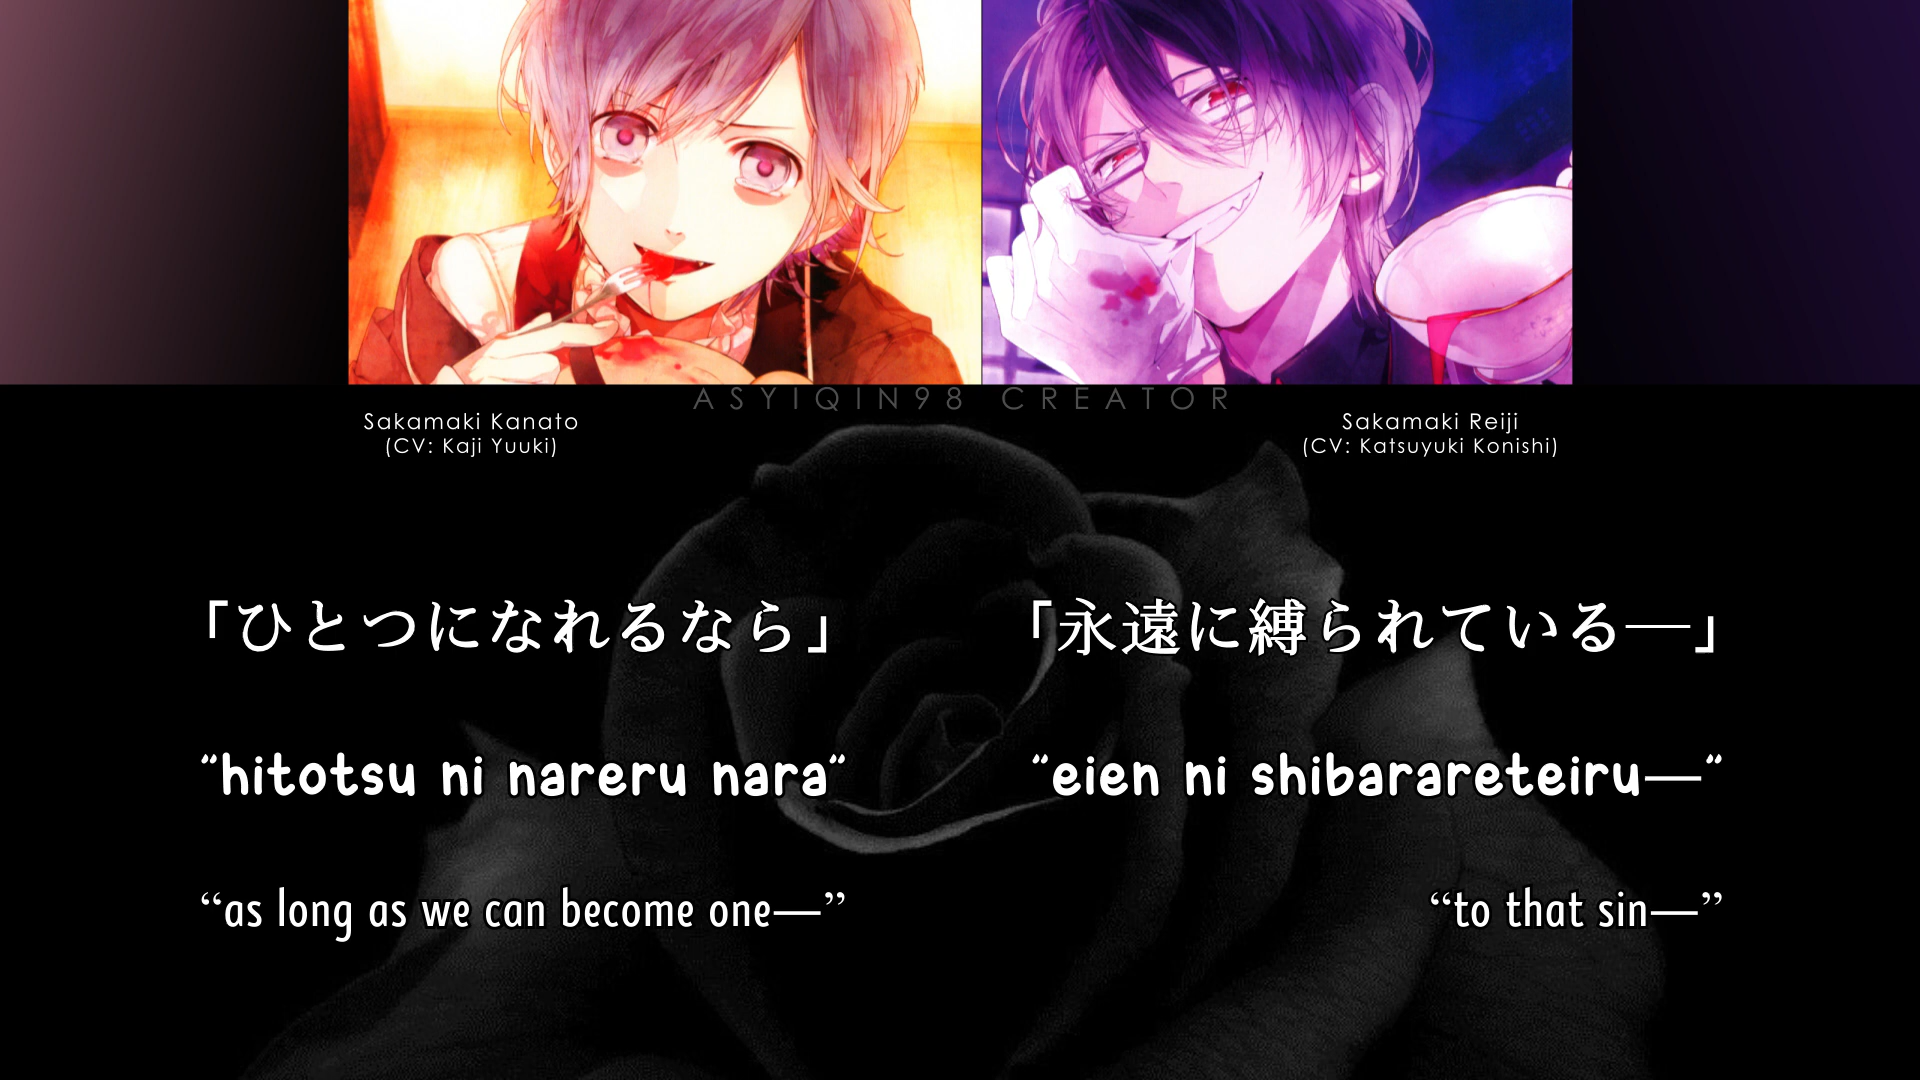 ASYIQIN98 CREATOR
Sakamaki Kanato
(CV: Kaji Yuuki)
Sakamaki Reiji
(CV: Katsuyuki Konishi)
「ひとつになれるなら」
「永遠に縛られている―」
"hitotsu ni nareru nara"
"eien ni shibarareteiru—"
“as long as we can become one—”
“to that sin—”